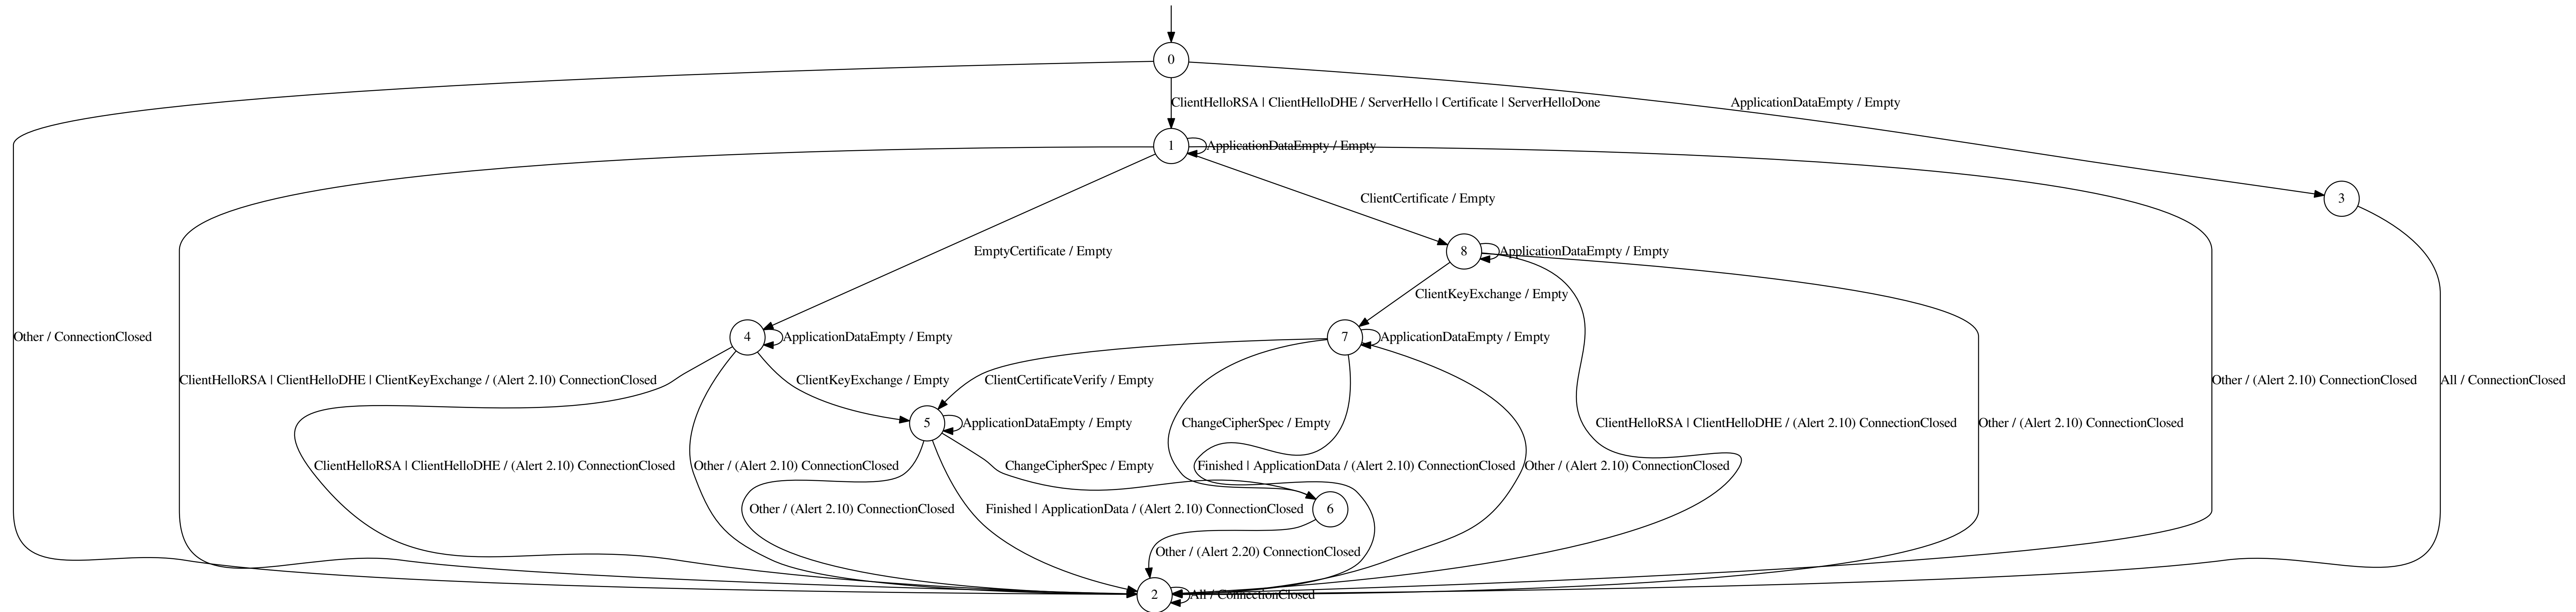 0
ClientHelloRSA | ClientHelloDHE / ServerHello | Certificate | ServerHelloDone
ApplicationDataEmpty / Empty
1
ApplicationDataEmpty / Empty
ClientCertificate / Empty
3
EmptyCertificate / Empty
8
ApplicationDataEmpty / Empty
ClientKeyExchange / Empty
Other / ConnectionClosed
4
ApplicationDataEmpty / Empty
7
ApplicationDataEmpty / Empty
ClientHelloRSA | ClientHelloDHE | ClientKeyExchange / (Alert 2.10) ConnectionClosed
ClientKeyExchange / Empty
ClientCertificateVerify / Empty
Other / (Alert 2.10) ConnectionClosed
All / ConnectionClosed
5
ApplicationDataEmpty / Empty
ChangeCipherSpec / Empty
ClientHelloRSA | ClientHelloDHE / (Alert 2.10) ConnectionClosed
Other / (Alert 2.10) ConnectionClosed
ClientHelloRSA | ClientHelloDHE / (Alert 2.10) ConnectionClosed
Other / (Alert 2.10) ConnectionClosed
ChangeCipherSpec / Empty
Finished | ApplicationData / (Alert 2.10) ConnectionClosed
Other / (Alert 2.10) ConnectionClosed
Other / (Alert 2.10) ConnectionClosed
Finished | ApplicationData / (Alert 2.10) ConnectionClosed
6
Other / (Alert 2.20) ConnectionClosed
2
All / ConnectionClosed